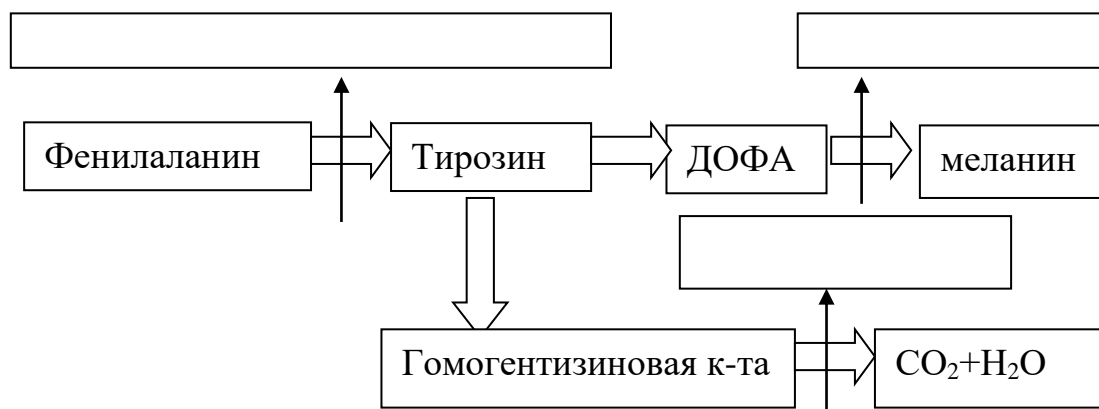 Фенилаланин
Тирозин
ДОФА
меланин
Гомогентизиновая к-та
CO₂+H₂O